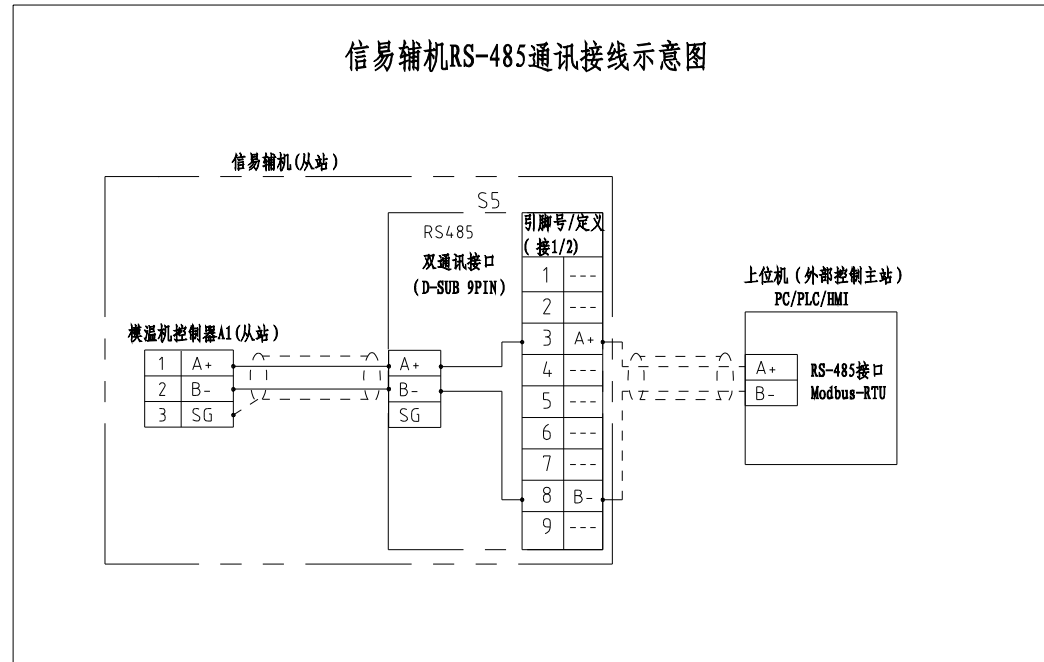 信易辅机RS-485通讯接线示意图
信易辅机(从站)
S5
RS485
双通讯接口
(D-SUB 9PIN)
引脚号/定义
(接1/2)
1 ---
2 ---
3 A+
4 ---
5 ---
6 ---
7 ---
8 B-
9 ---
模温机控制器A1(从站)
1 A+
2 B-
3 SG
A+
B-
SG
上位机(外部控制主站)
PC/PLC/HMI
A+
B-
RS-485接口
Modbus-RTU